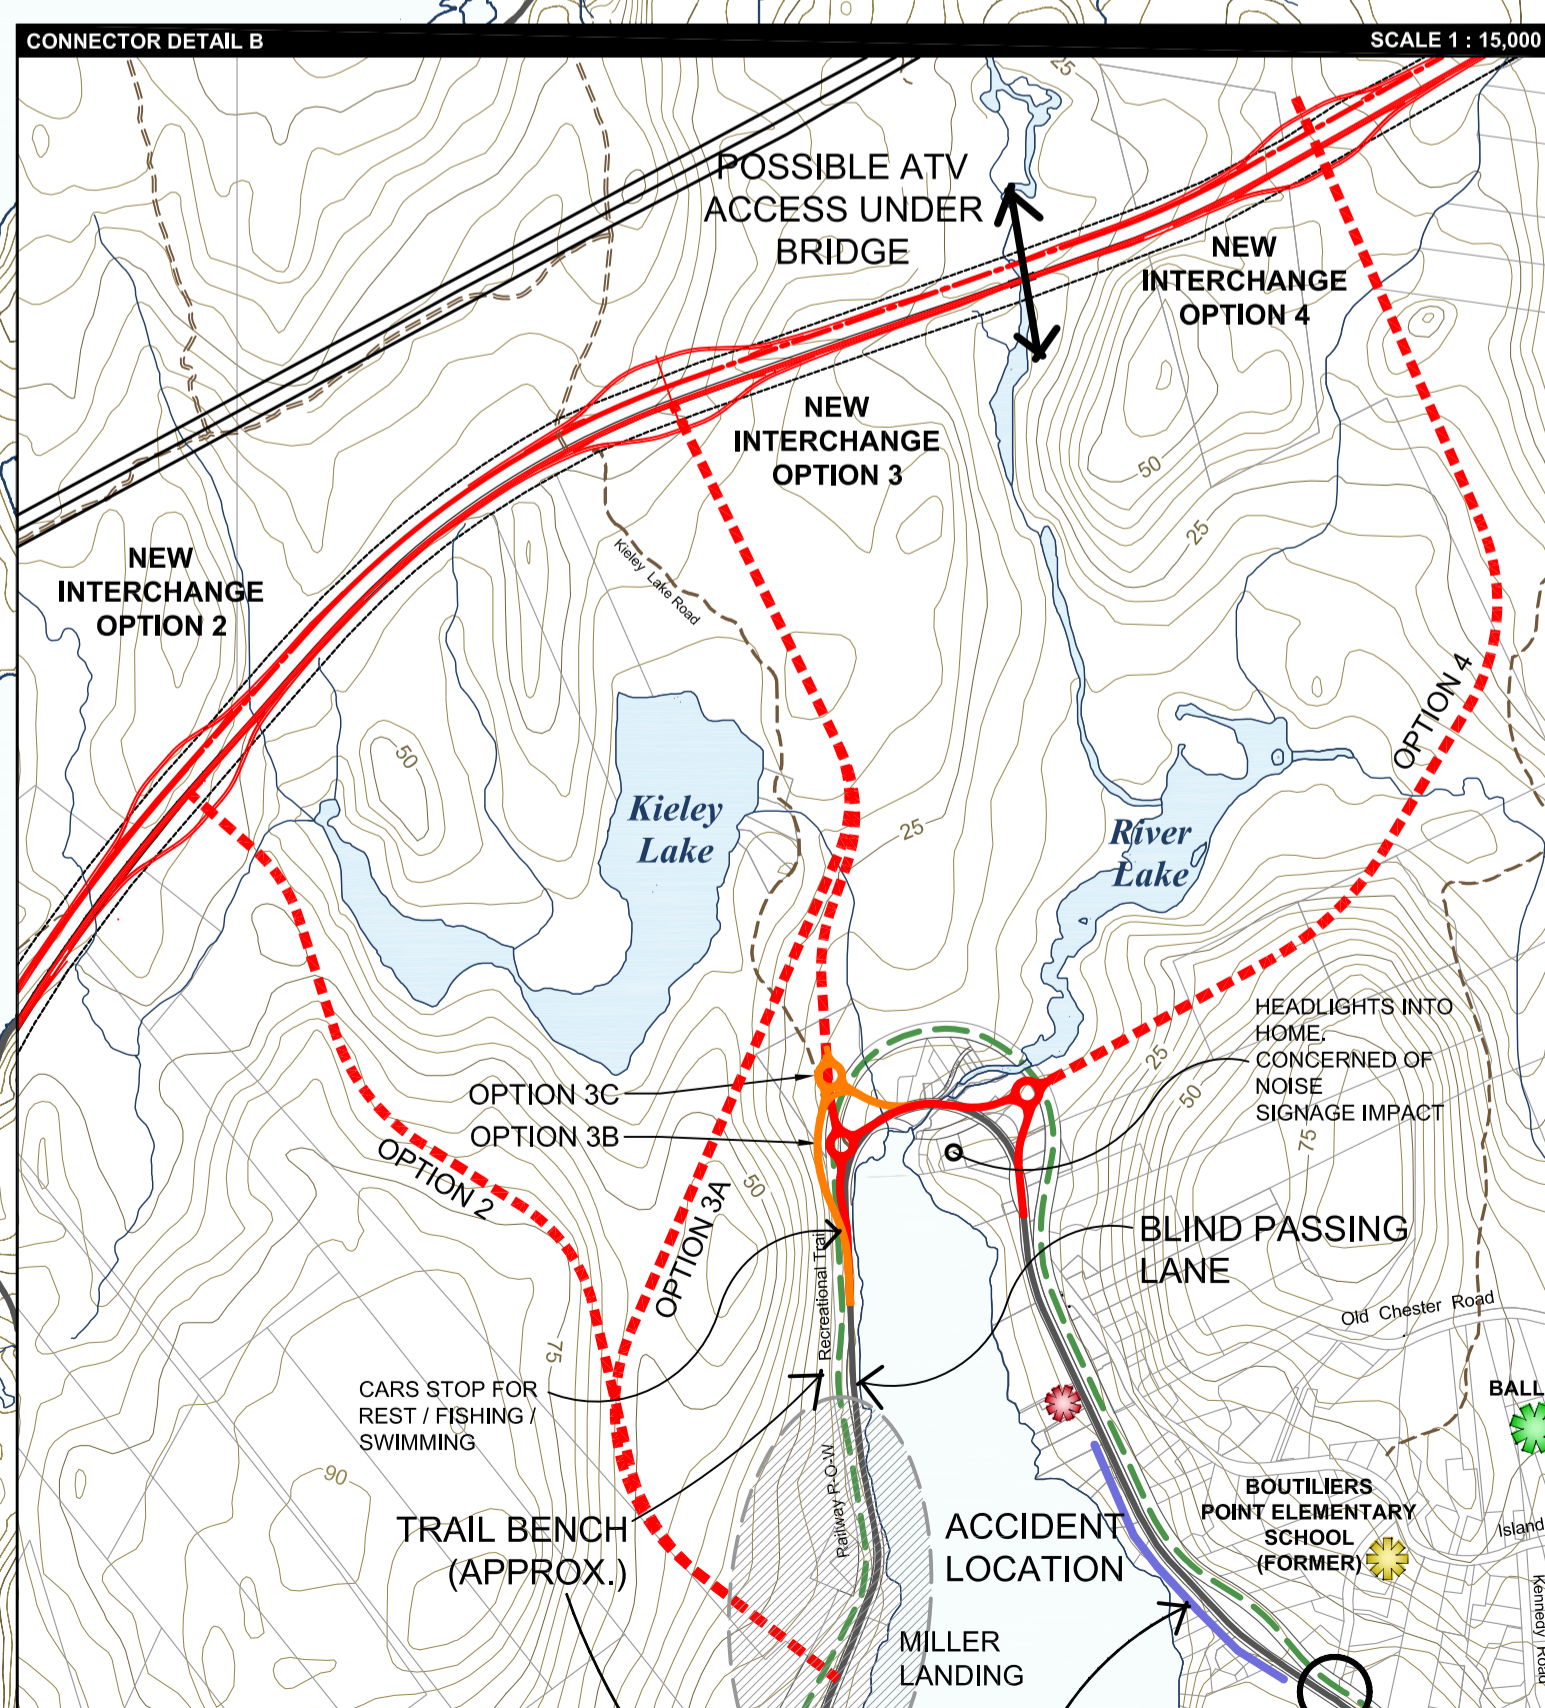 CONNECTOR DETAIL B
SCALE 1 : 15,000
25
POSSIBLE ATV
ACCESS UNDER
BRIDGE
NEW
INTERCHANGE
OPTION 4
NEW
INTERCHANGE
OPTION 3
50
25
NEW
INTERCHANGE
OPTION 2
Kieley Lake Road
OPTION 4
50
Kieley
Lake
25
River
Lake
HEADLIGHTS INTO
HOME.
CONCERNED OF
NOISE
SIGNAGE IMPACT
25
50
75
OPTION 3C
OPTION 3B
OPTION 2
50
OPTION 3A
BLIND PASSING
LANE
Recreational Trail
Old Chester Road
75
CARS STOP FOR
REST / FISHING /
SWIMMING
BALL
90
Railway R-O-W
TRAIL BENCH
(APPROX.)
ACCIDENT
LOCATION
BOUTILIERS
POINT ELEMENTARY
SCHOOL
(FORMER)
Island
Kennedy Road
MILLER
LANDING